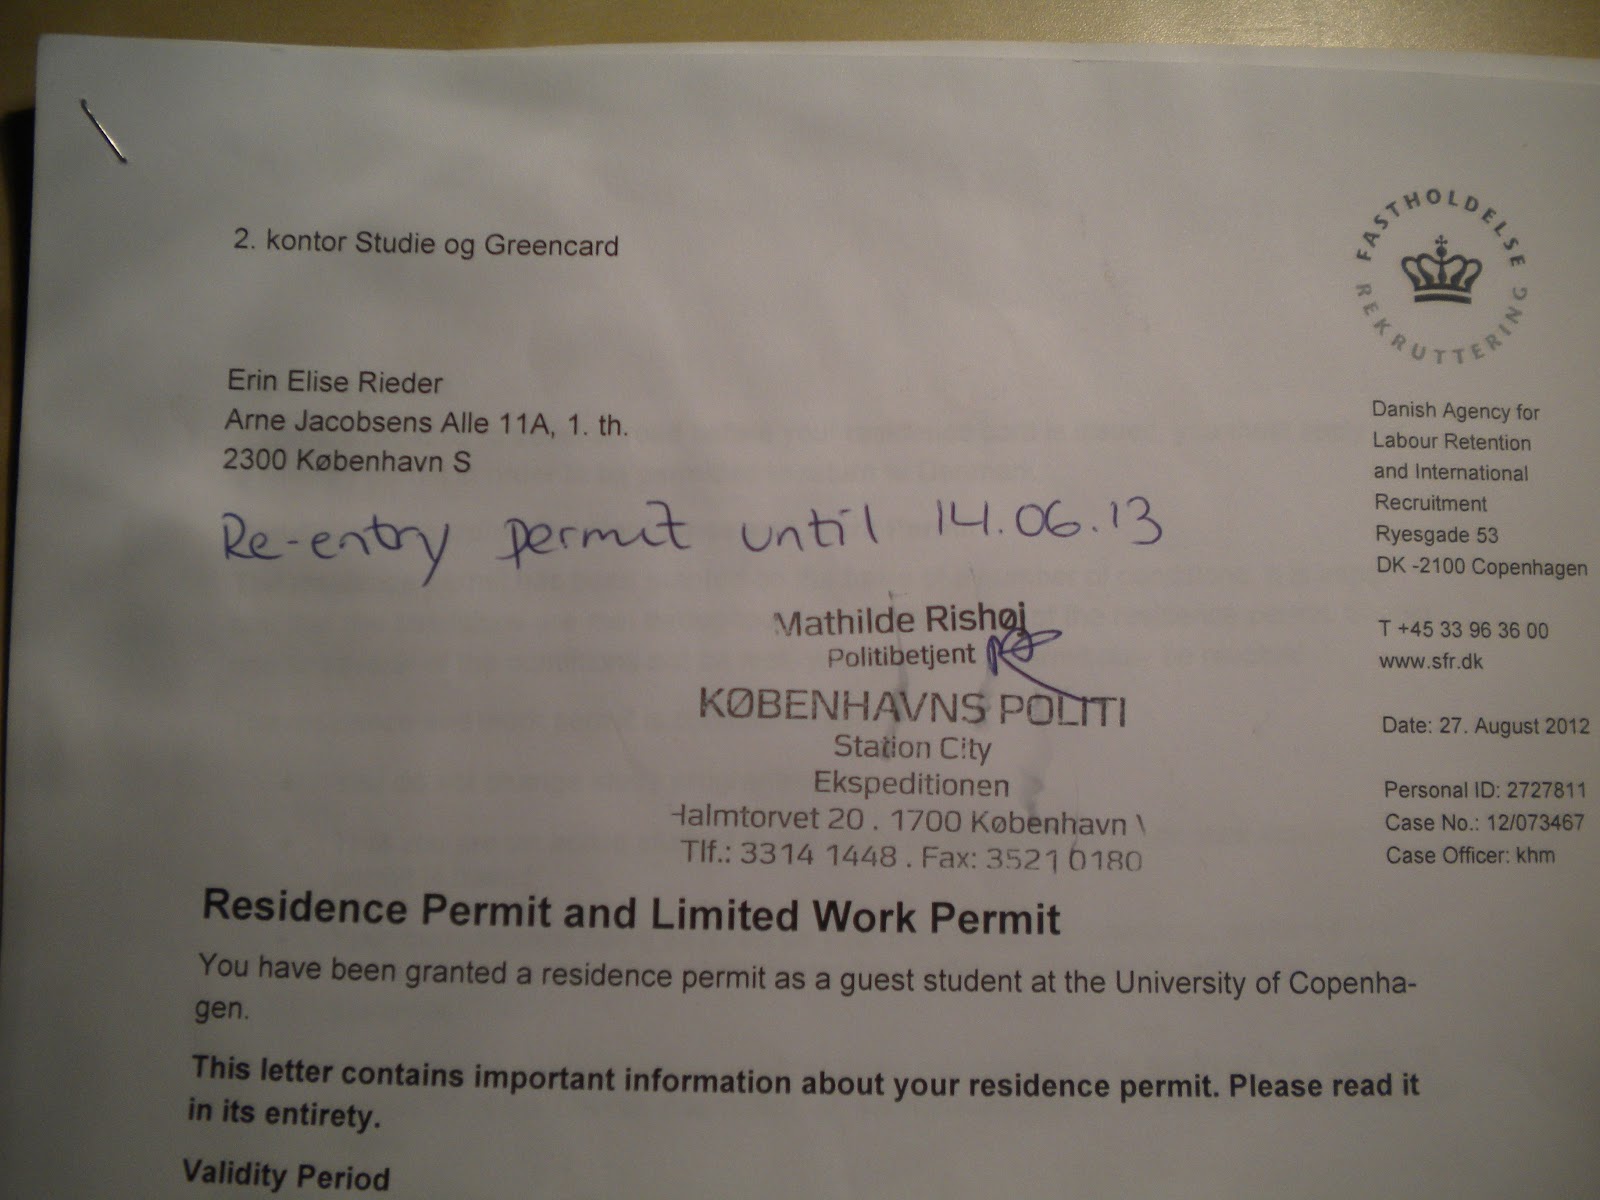 2. kontor Studie og Greencard
FASTHOLDELSE
REKRUTTERING
Erin Elise Rieder
Arne Jacobsens Alle 11A, 1. th.
2300 København S
Re-entry permit until 14.06.13
Mathilde Rishøj
Politibetjent
KØBENHAVNS POLITI
Station City
Ekspeditionen
Halmtorvet 20 . 1700 København V
Tlf.: 3314 1448 . Fax: 3521 0180
Danish Agency for
Labour Retention
and International
Recruitment
Ryesgade 53
DK -2100 Copenhagen
T +45 33 96 36 00
www.sfr.dk
Date: 27. August 2012
Personal ID: 2727811
Case No.: 12/073467
Case Officer: khm
Residence Permit and Limited Work Permit
You have been granted a residence permit as a guest student at the University of Copenha-
gen.
This letter contains important information about your residence permit. Please read it
in its entirety.
Validity Period